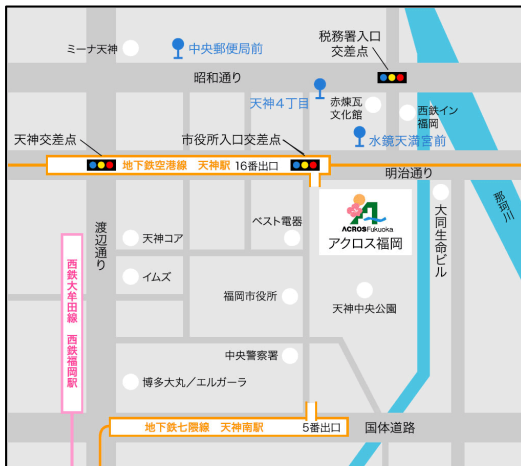 ミーナ天神
中央郵便局前
税務署入口
交差点
昭和通り
天神4丁目
赤煉瓦
文化館
西鉄イン
福岡
水鏡天満宮前
天神交差点
市役所入口交差点
地下鉄空港線 天神駅 16番出口
明治通り
那珂川
渡辺通り
天神コア
ベスト電器
ACROS Fukuoka
アクロス福岡
大同生命ビル
西鉄大牟田線 西鉄福岡駅
イムズ
福岡市役所
天神中央公園
中央警察署
博多大丸／エルガーラ
地下鉄七隈線 天神南駅 5番出口
国体道路